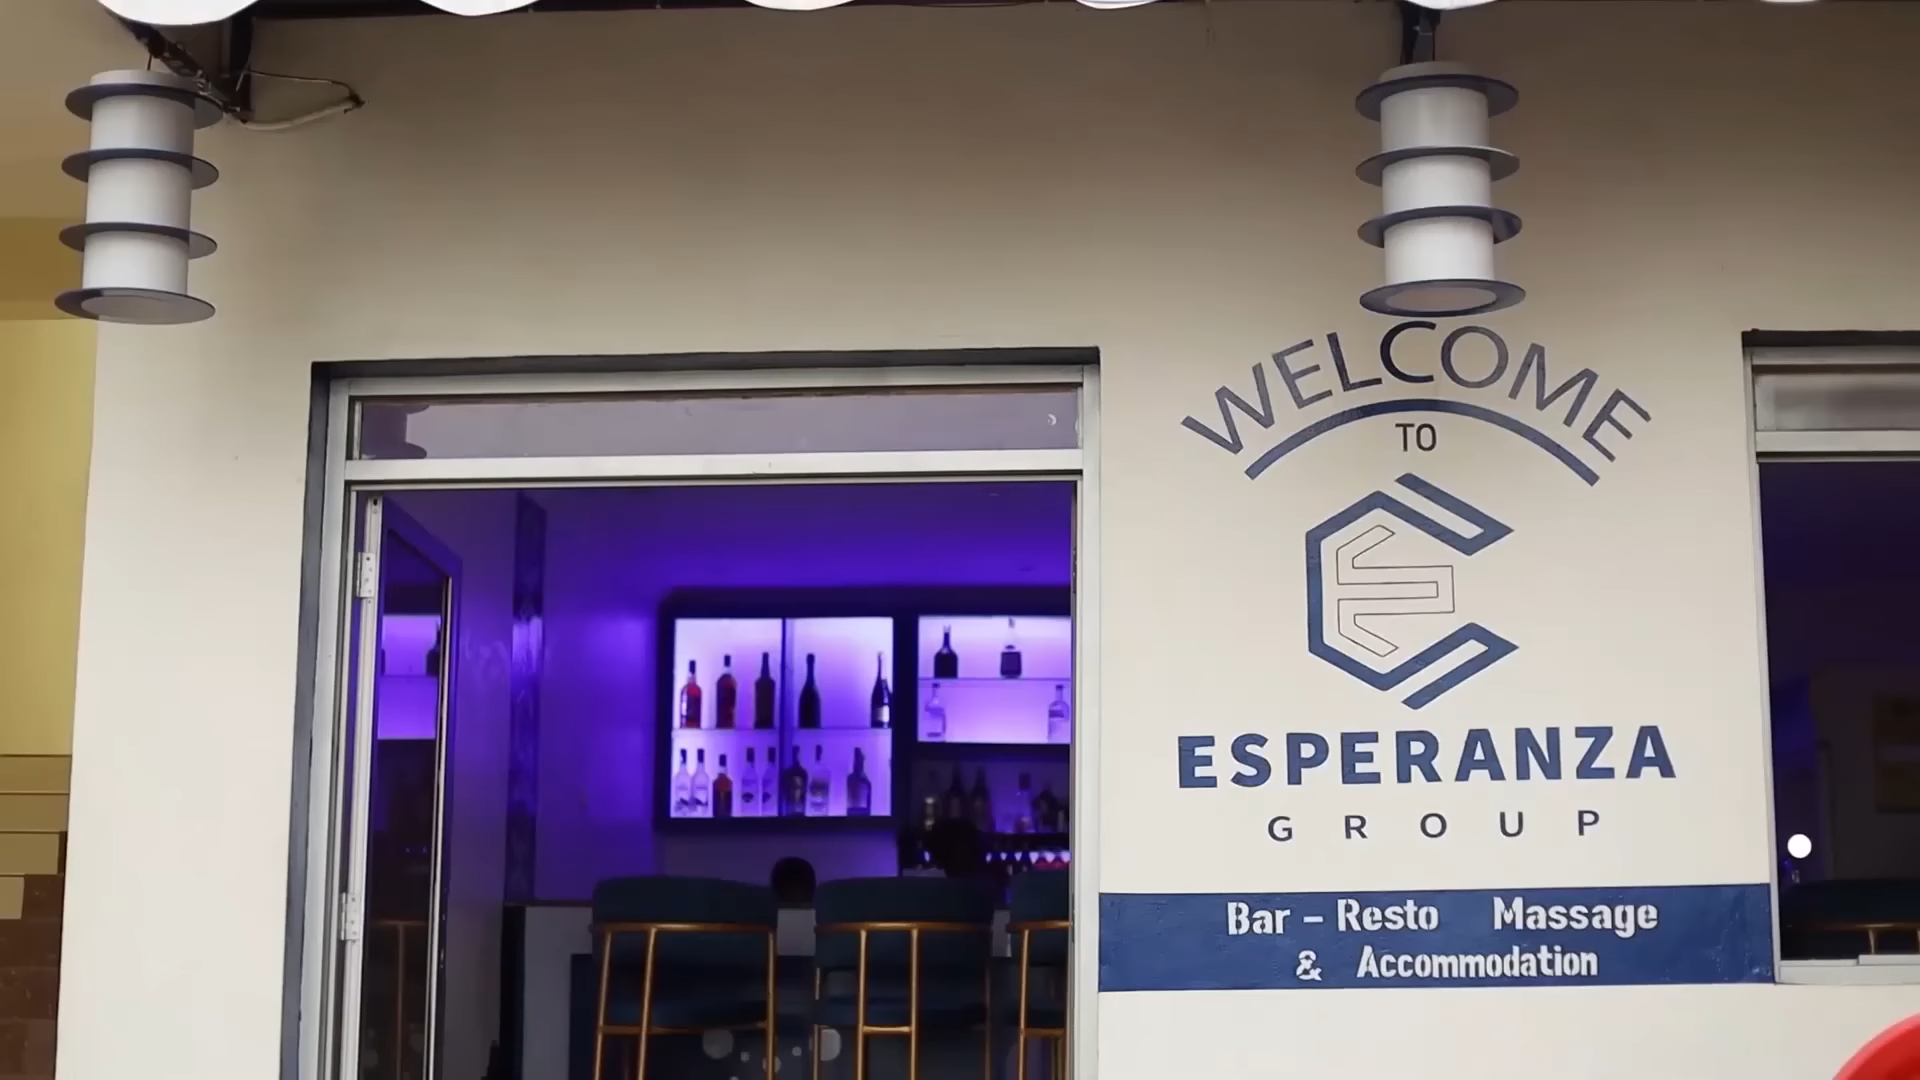 WELCOME
TO
ESPERANZA
GROUP
Bar - Resto Massage
& Accommodation